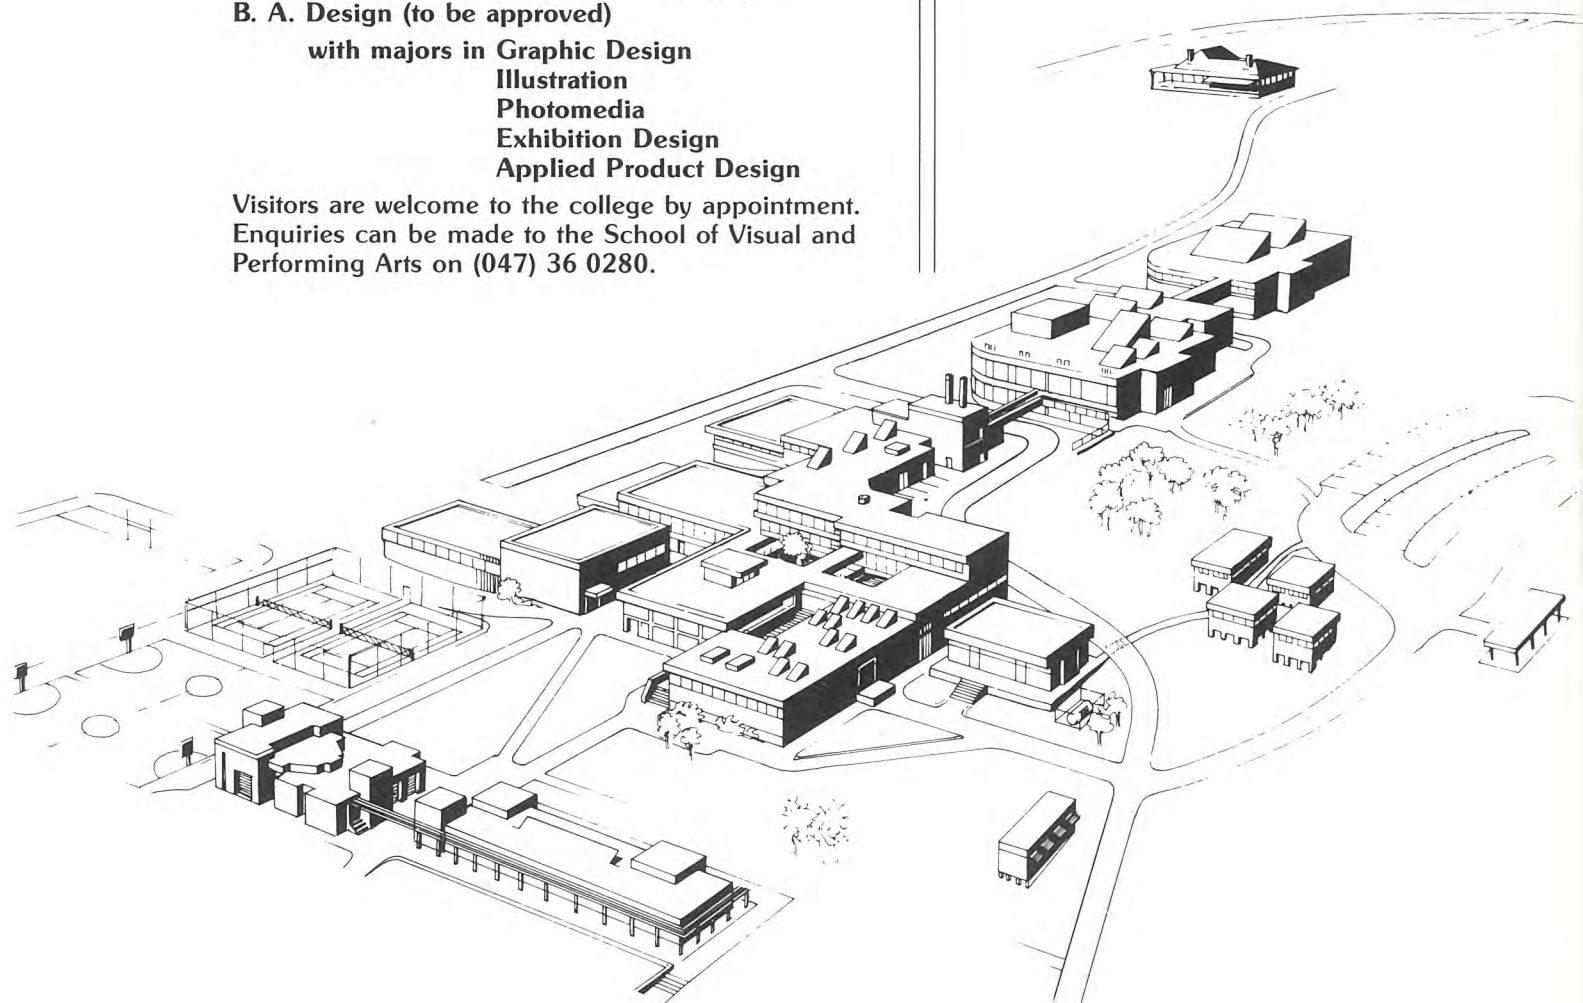 B. A. Design (to be approved)
with majors in Graphic Design
Illustration
Photomedia
Exhibition Design
Applied Product Design
Visitors are welcome to the college by appointment.
Enquiries can be made to the School of Visual and
Performing Arts on (047) 36 0280.